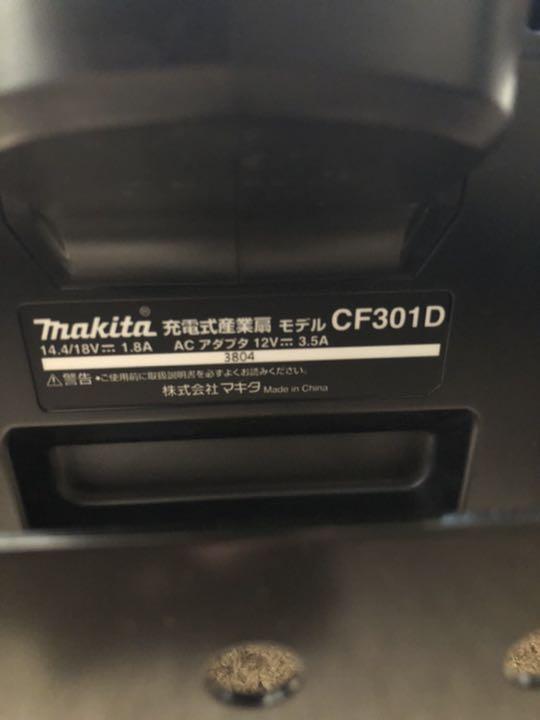 makita® 充電式産業扇 モデル CF301D
14.4/18V⎓ 1.8A AC アダプタ 12V⎓ 3.5A
3804
⚠警告 •ご使用前に取扱説明書を必ずよくお読みください。
株式会社 マキタ Made in China